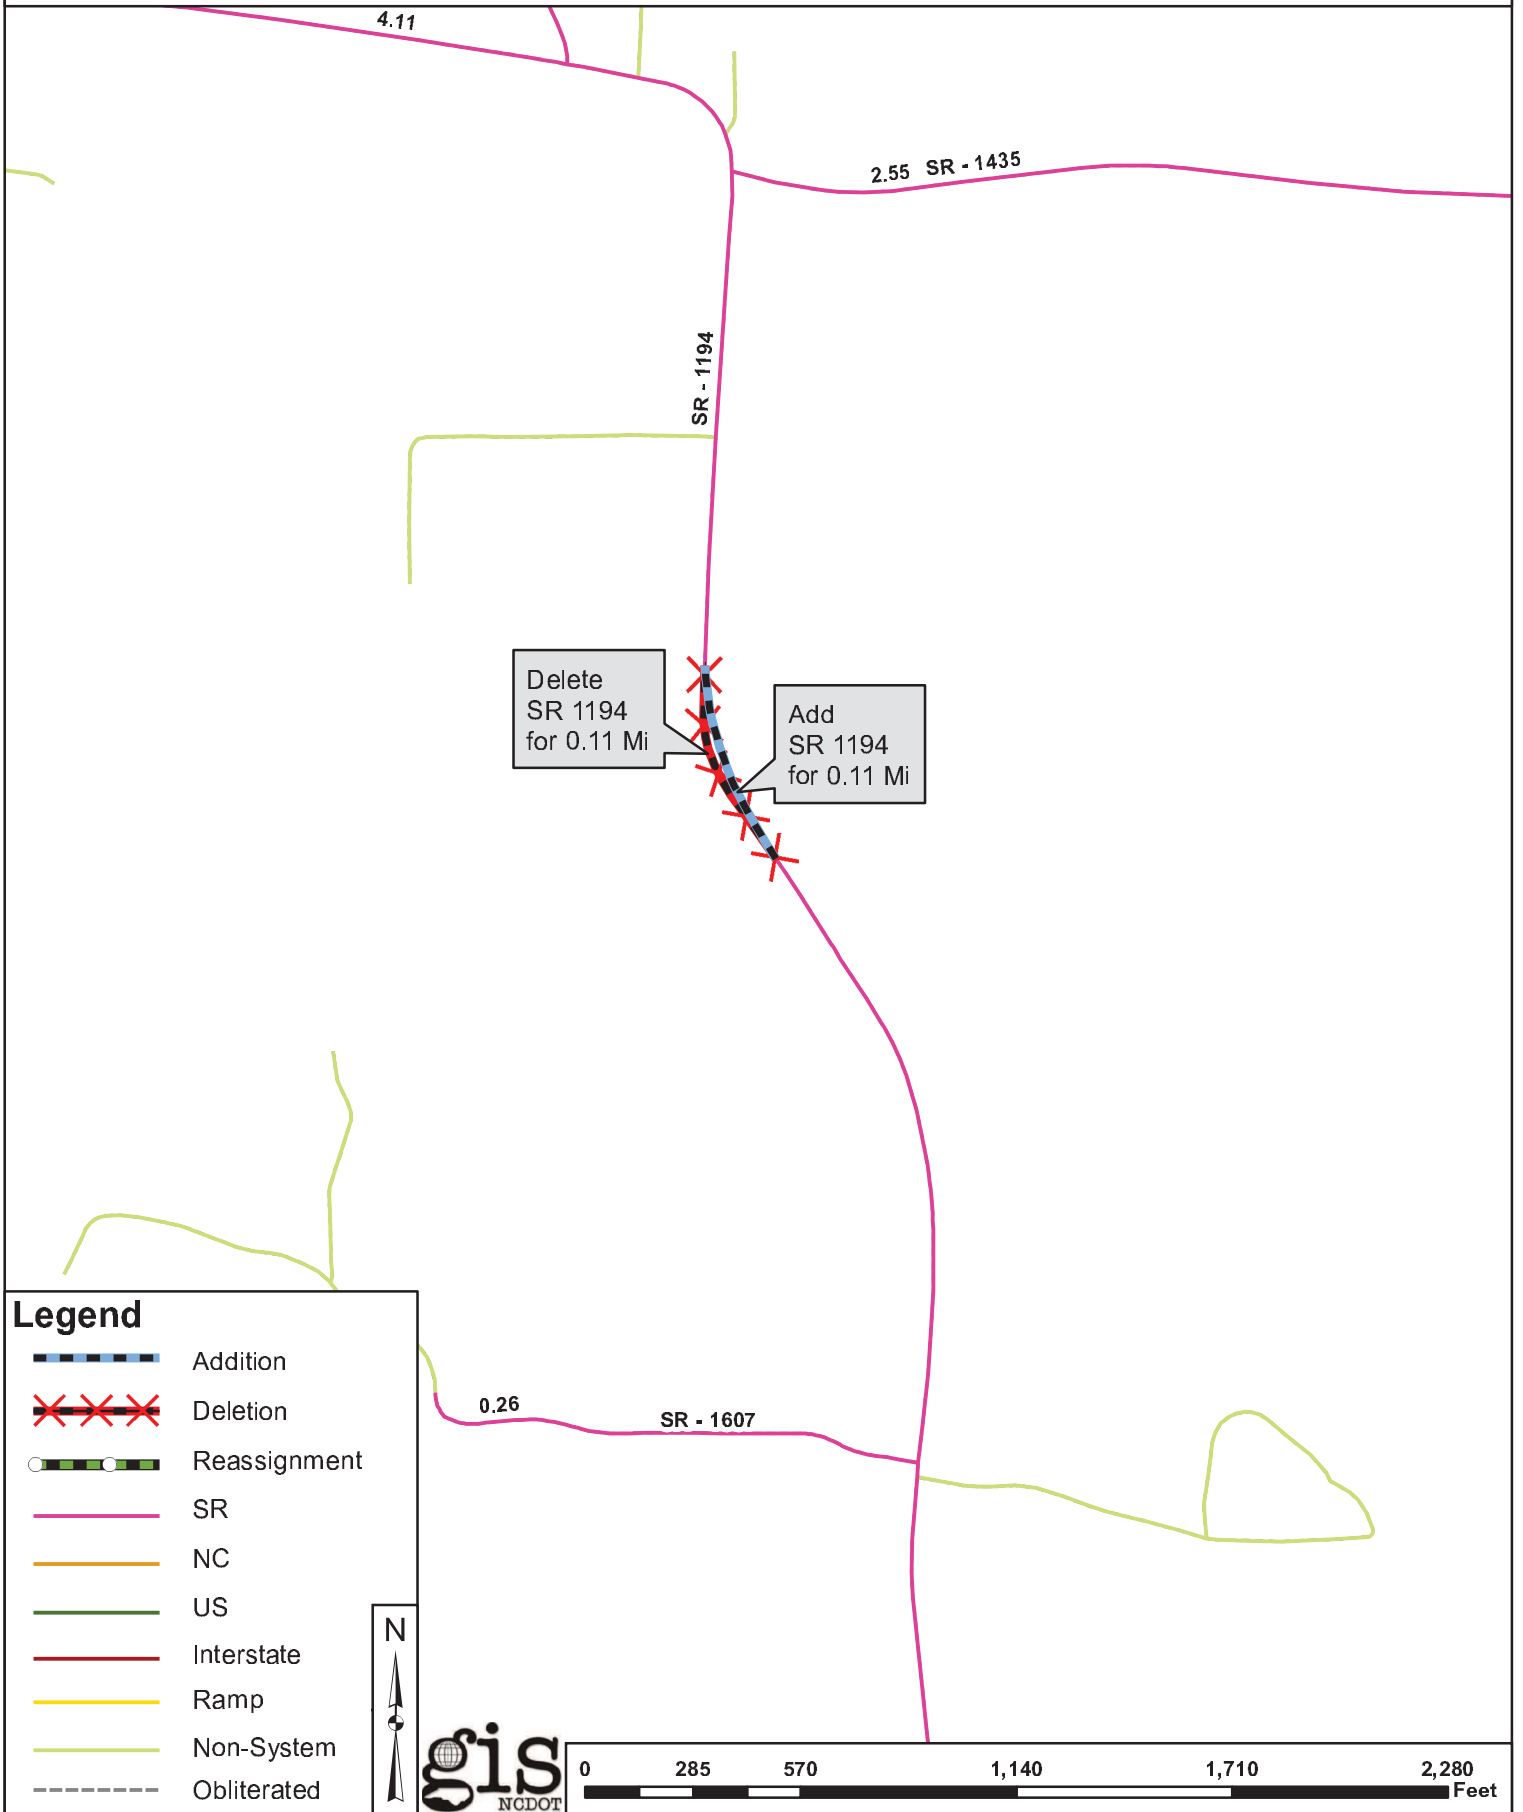 4.11
2.55 SR - 1435
SR - 1194
Delete
SR 1194
for 0.11 Mi
Add
SR 1194
for 0.11 Mi
Legend
Addition
Deletion
Reassignment
SR
NC
US
Interstate
Ramp
Non-System
Obliterated
0.26
SR - 1607
N
gis
NCDOT
0 285 570 1,140 1,710 2,280
Feet